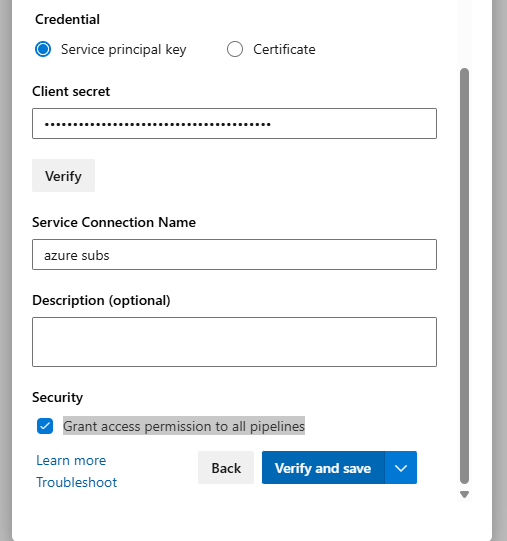 Credential
Service principal key Certificate
Client secret
••••••••••••••••••••••••••••••••••••••••
Verify
Service Connection Name
azure subs
Description (optional)
Security
Grant access permission to all pipelines
Learn more
Troubleshoot
Back Verify and save